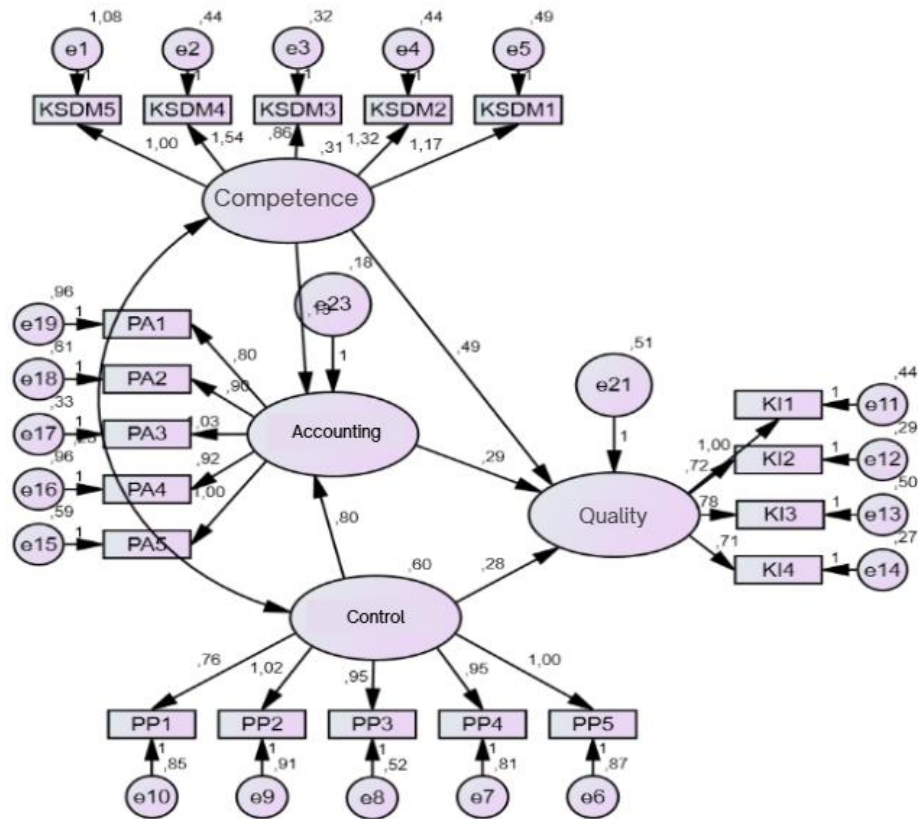 1,08 ,44 ,32 ,44 ,49
e1 e2 e3 e4 e5
1 1 1 1 1
KSDM5 KSDM4 KSDM3 KSDM2 KSDM1
1,00 1,54 ,86 1,32 1,17
,31
Competence
,18
e23
1
,49
,96
e19 1 PA1
,80
e18 1 PA2
,90
,33
e17 1 PA3
1,03
,96
e16 1 PA4
,92
,59
e15 1 PA5
1,00
Accounting
,29
,51
e21
1
Quality
,44
KI1 1 e11
1,00
,29
KI2 1 e12
,72
,50
KI3 1 e13
,78
,27
KI4 1 e14
,71
,80
,60
,28
Control
,76 1,02 ,95 ,95 1,00
PP1 PP2 PP3 PP4 PP5
1 1 1 1 1
,85 ,91 ,52 ,81 ,87
e10 e9 e8 e7 e6